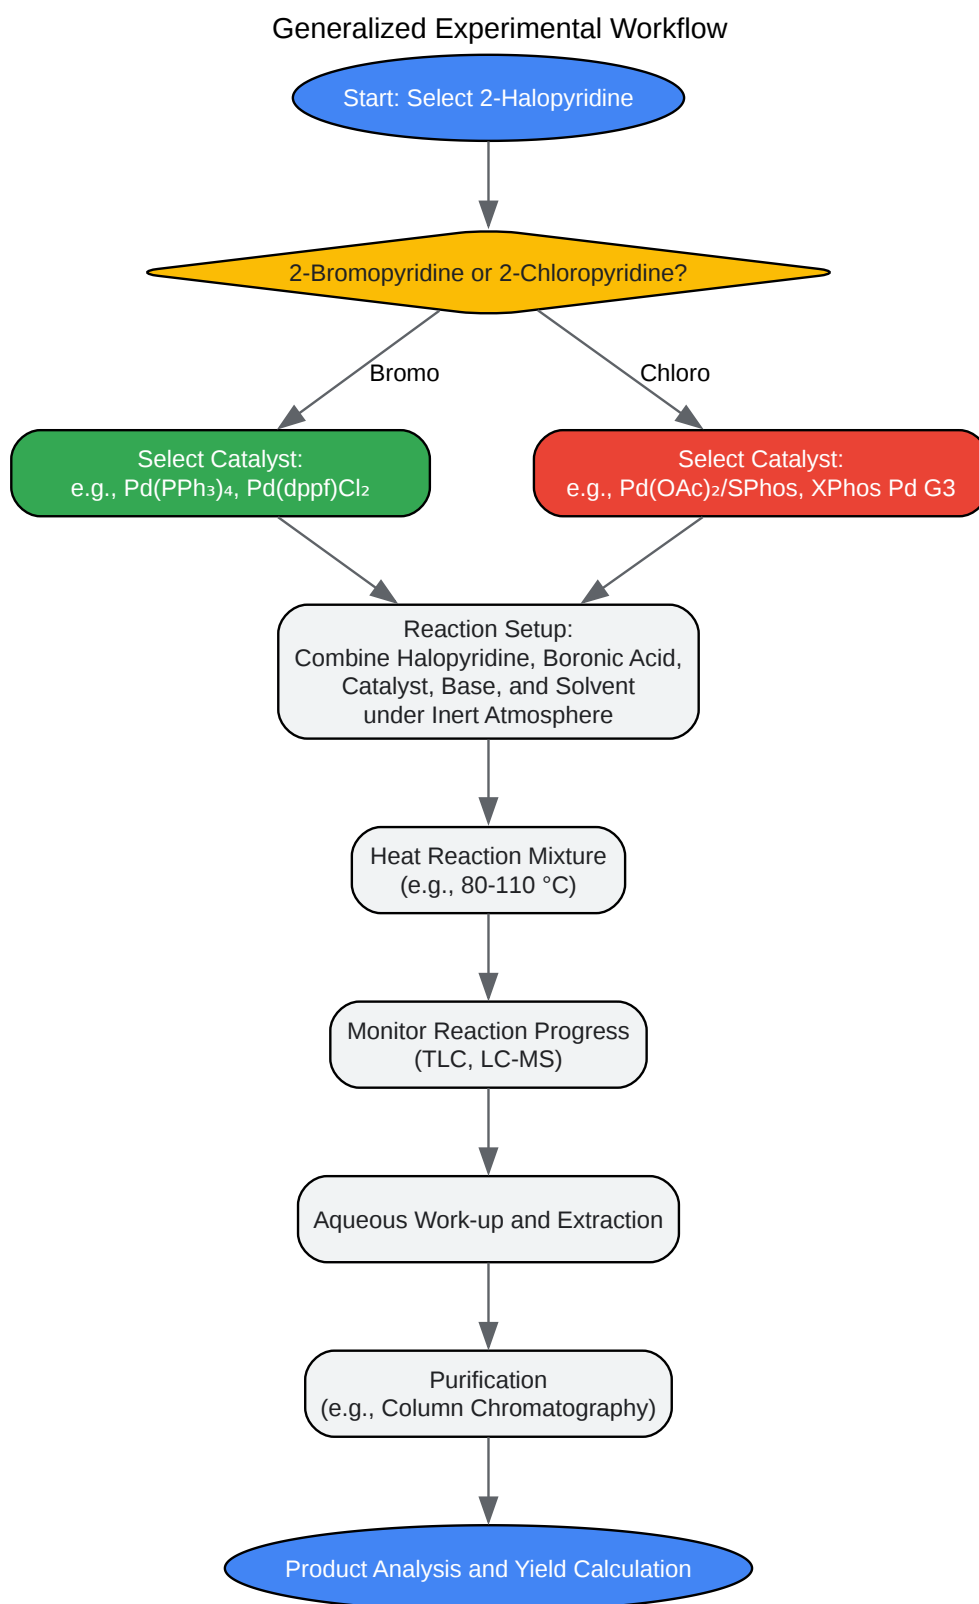 Generalized Experimental Workflow
Start: Select 2-Halopyridine
2-Bromopyridine or 2-Chloropyridine?
Bromo
Chloro
Select Catalyst:
e.g., Pd(PPh₃)₄, Pd(dppf)Cl₂
Select Catalyst:
e.g., Pd(OAc)₂/SPhos, XPhos Pd G3
Reaction Setup:
Combine Halopyridine, Boronic Acid,
Catalyst, Base, and Solvent
under Inert Atmosphere
Heat Reaction Mixture
(e.g., 80-110 °C)
Monitor Reaction Progress
(TLC, LC-MS)
Aqueous Work-up and Extraction
Purification
(e.g., Column Chromatography)
Product Analysis and Yield Calculation